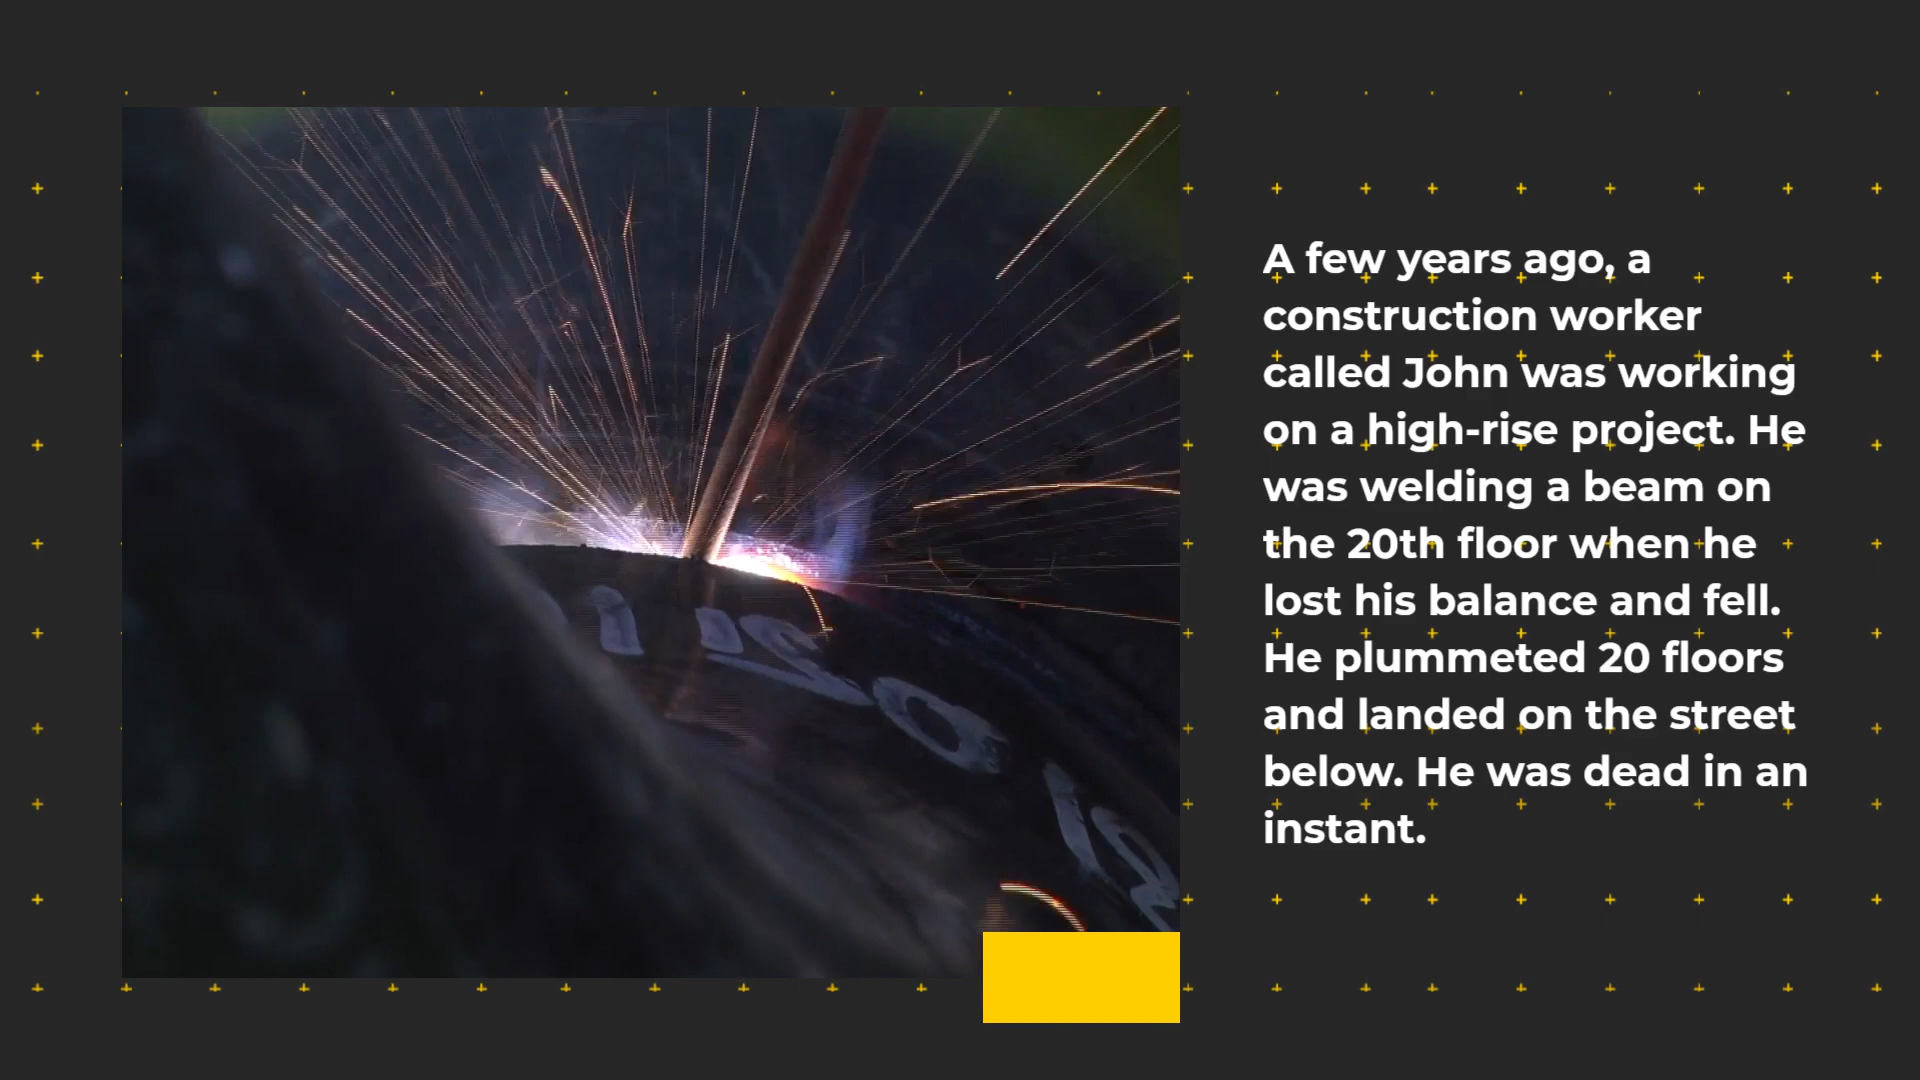 A few years ago, a
construction worker
called John was working
on a high-rise project. He
was welding a beam on
the 20th floor when he
lost his balance and fell.
He plummeted 20 floors
and landed on the street
below. He was dead in an
instant.